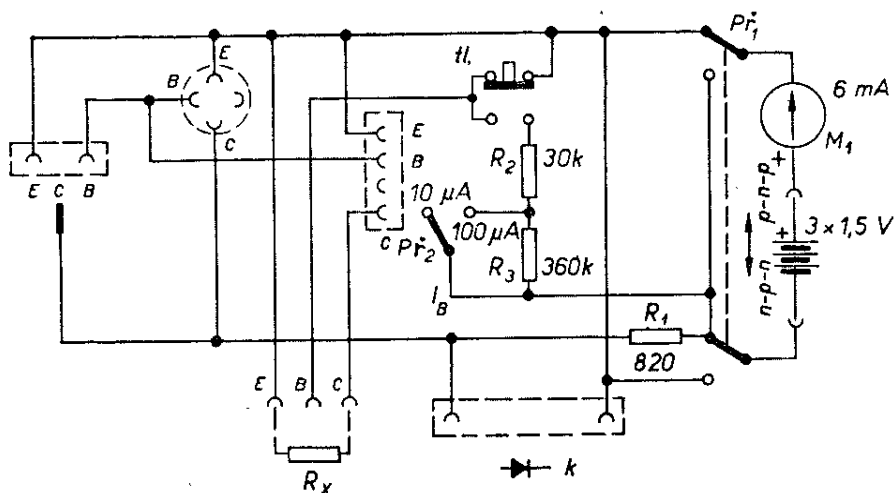 Př₁
E
tl.
B
6 mA
C
E
M₁
R₂ 30k
B
+
E C B
10 µA
p-n-p
100 µA
+
3 × 1,5 V
C
Př₂
R₃ 360k
n-p-n
I_B
R₁
820
E B C
k
Rₓ